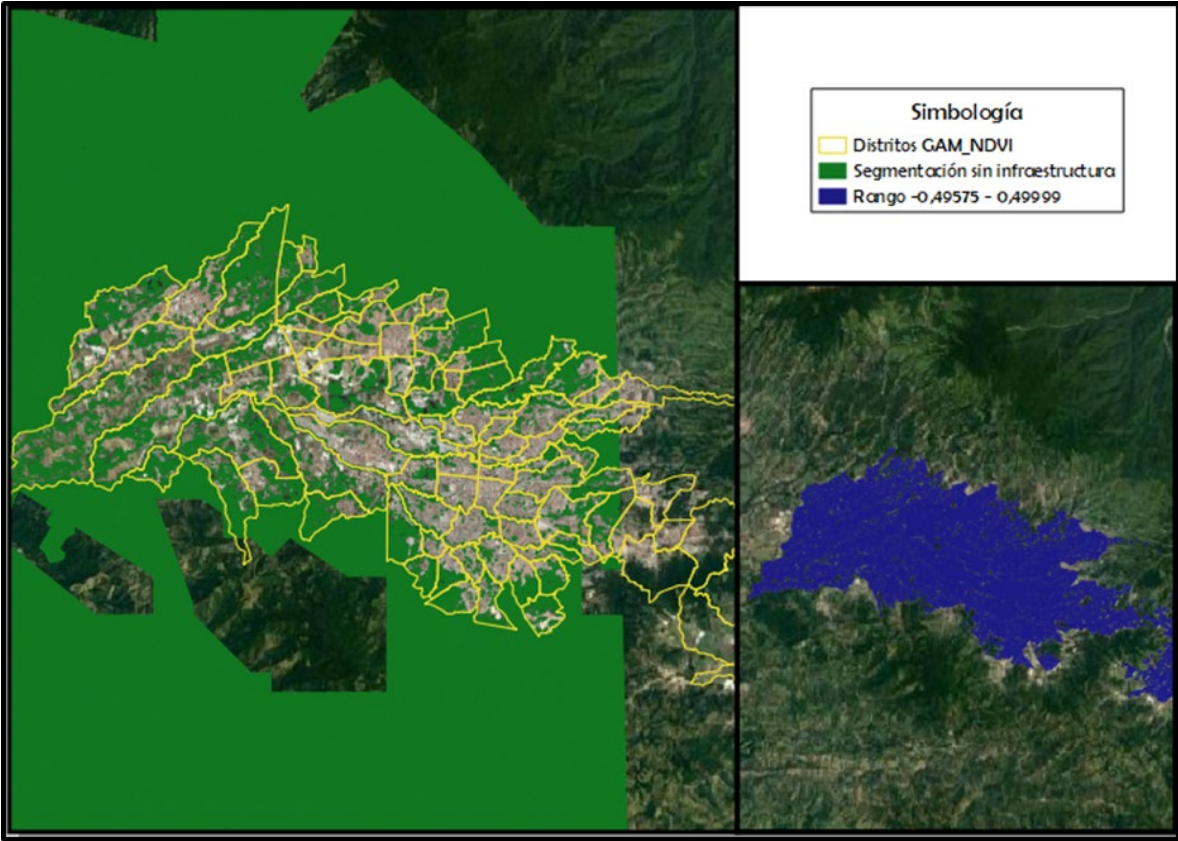 Simbología
Distritos GAM_NDVI
Segmentación sin infraestructura
Rango -0,49575 - 0,49999